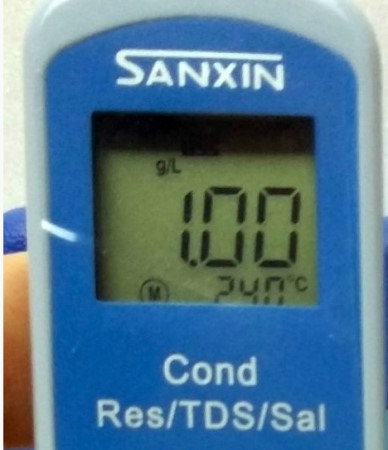 SANXIN
g/L
1.00
M 24.0 °C
Cond
Res/TDS/Sal